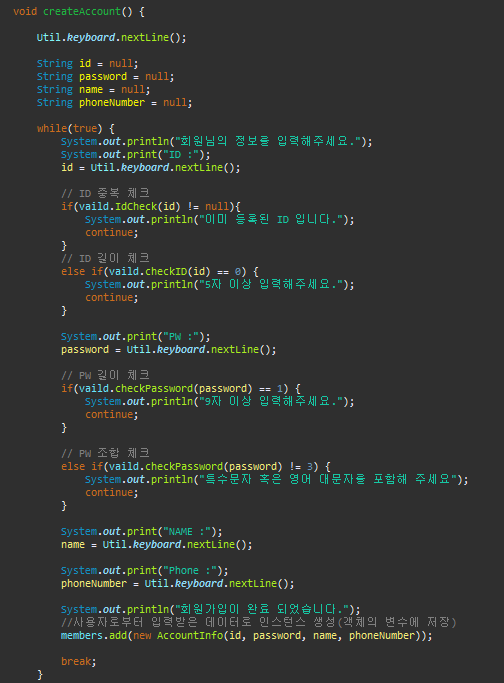 void createAccount() {
Util.keyboard.nextLine();
String id = null;
String password = null;
String name = null;
String phoneNumber = null;
while(true) {
System.out.println("회원님의 정보를 입력해주세요.");
System.out.print("ID :");
id = Util.keyboard.nextLine();
// ID 중복 체크
if(vaild.IdCheck(id) != null){
System.out.println("이미 등록된 ID 입니다.");
continue;
}
// ID 길이 체크
else if(vaild.checkID(id) == 0) {
System.out.println("5자 이상 입력해주세요.");
continue;
}
System.out.print("PW :");
password = Util.keyboard.nextLine();
// PW 길이 체크
if(vaild.checkPassword(password) == 1) {
System.out.println("9자 이상 입력해주세요.");
continue;
}
// PW 조합 체크
else if(vaild.checkPassword(password) != 3) {
System.out.println("특수문자 혹은 영어 대문자를 포함해 주세요");
continue;
}
System.out.print("NAME :");
name = Util.keyboard.nextLine();
System.out.print("Phone :");
phoneNumber = Util.keyboard.nextLine();
System.out.println("회원가입이 완료 되었습니다.");
//사용자로부터 입력받은 데이터로 인스턴스 생성(객체의 변수에 저장)
members.add(new AccountInfo(id, password, name, phoneNumber));
break;
}